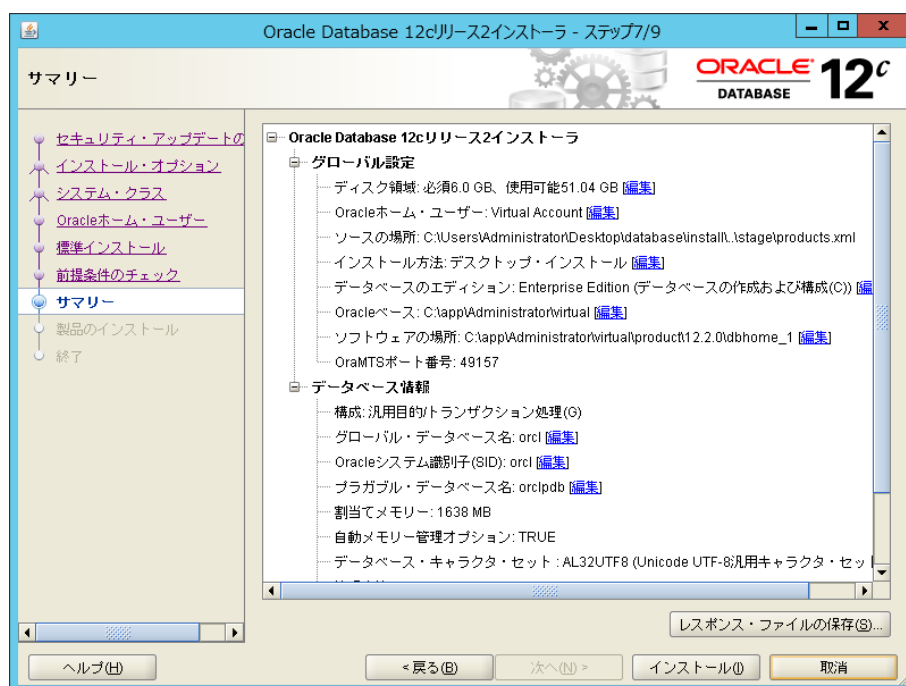 Oracle Database 12cリリース2インストーラ - ステップ7/9
サマリー
ORACLE
DATABASE
12c
セキュリティ・アップデートの
インストール・オプション
システム・クラス
Oracleホーム・ユーザー
標準インストール
前提条件のチェック
サマリー
製品のインストール
終了
Oracle Database 12cリリース2インストーラ
グローバル設定
ディスク領域: 必須6.0 GB、使用可能51.04 GB [編集]
Oracleホーム・ユーザー: Virtual Account [編集]
ソースの場所: C:\Users\Administrator\Desktop\database\install\..\stage\products.xml
インストール方法: デスクトップ・インストール [編集]
データベースのエディション: Enterprise Edition (データベースの作成および構成(C)) [編
Oracleベース: C:\app\Administrator\virtual [編集]
ソフトウェアの場所: C:\app\Administrator\virtual\product\12.2.0\dbhome_1 [編集]
OraMTSポート番号: 49157
データベース情報
構成: 汎用目的/トランザクション処理(G)
グローバル・データベース名: orcl [編集]
Oracleシステム識別子(SID): orcl [編集]
プラガブル・データベース名: orclpdb [編集]
割当てメモリー: 1638 MB
自動メモリー管理オプション: TRUE
データベース・キャラクタ・セット : AL32UTF8 (Unicode UTF-8汎用キャラクタ・セッ
レスポンス・ファイルの保存(S)...
ヘルプ(H)
< 戻る(B)
次へ(N) >
インストール(I)
取消